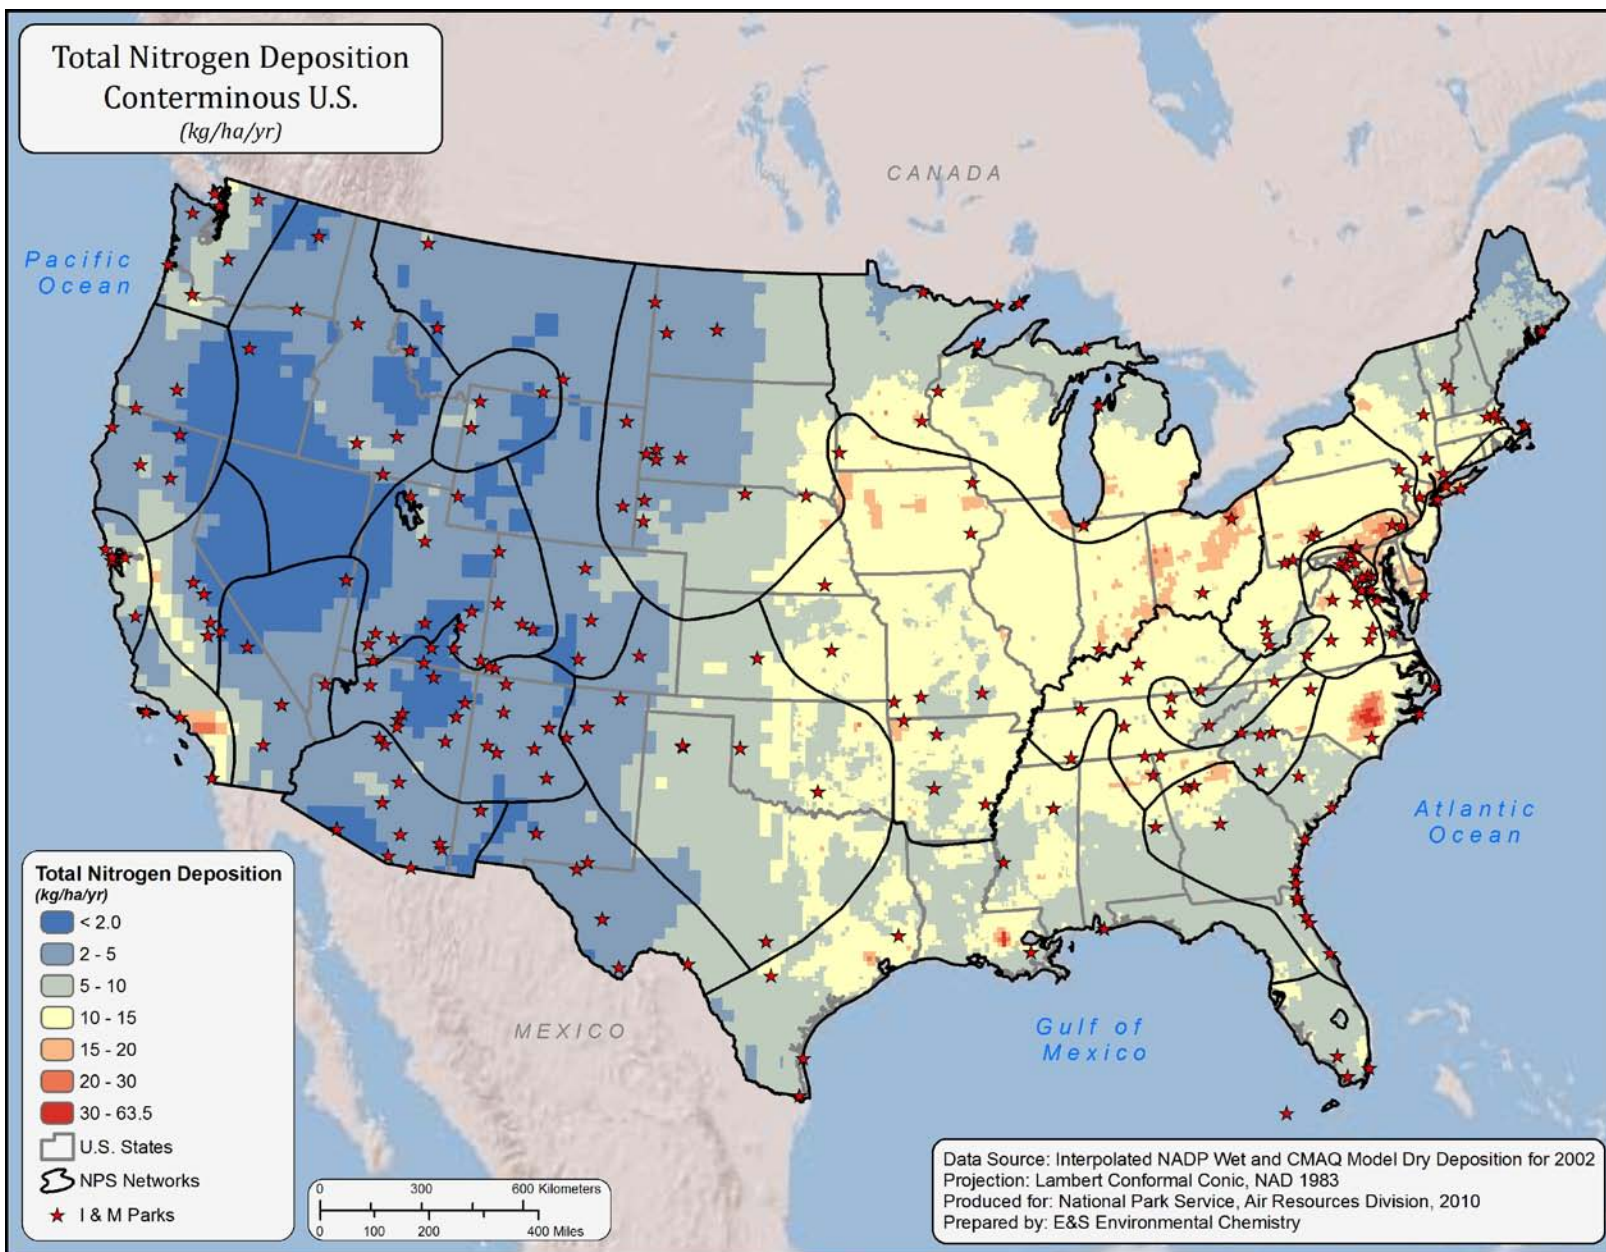 Total Nitrogen Deposition
Conterminous U.S.
(kg/ha/yr)
CANADA
Pacific
Ocean
Atlantic
Ocean
Gulf of
Mexico
MEXICO
Total Nitrogen Deposition
(kg/ha/yr)
< 2.0
2 - 5
5 - 10
10 - 15
15 - 20
20 - 30
30 - 63.5
U.S. States
NPS Networks
I & M Parks
0 300 600 Kilometers
0 100 200 400 Miles
Data Source: Interpolated NADP Wet and CMAQ Model Dry Deposition for 2002
Projection: Lambert Conformal Conic, NAD 1983
Produced for: National Park Service, Air Resources Division, 2010
Prepared by: E&S Environmental Chemistry